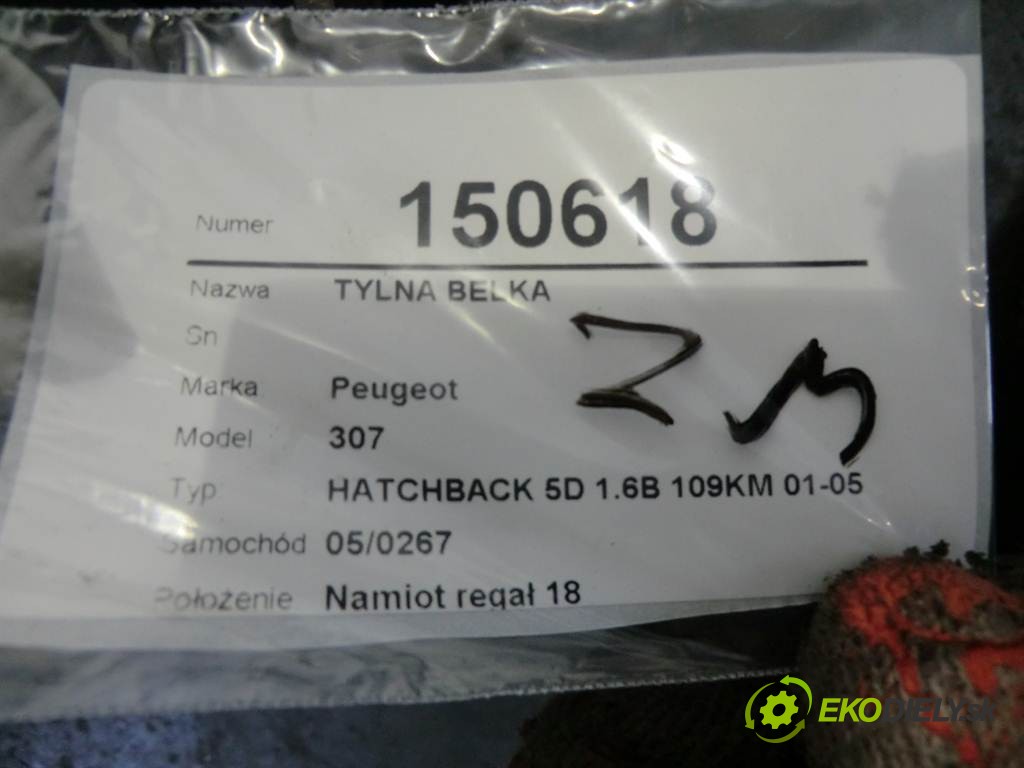 Numer 150618
Nazwa TYLNA BELKA
Sn
Marka Peugeot
Model 307
Typ HATCHBACK 5D 1.6B 109KM 01-05
Samochód 05/0267
Położenie Namiot regał 18
EKODIELY.sk